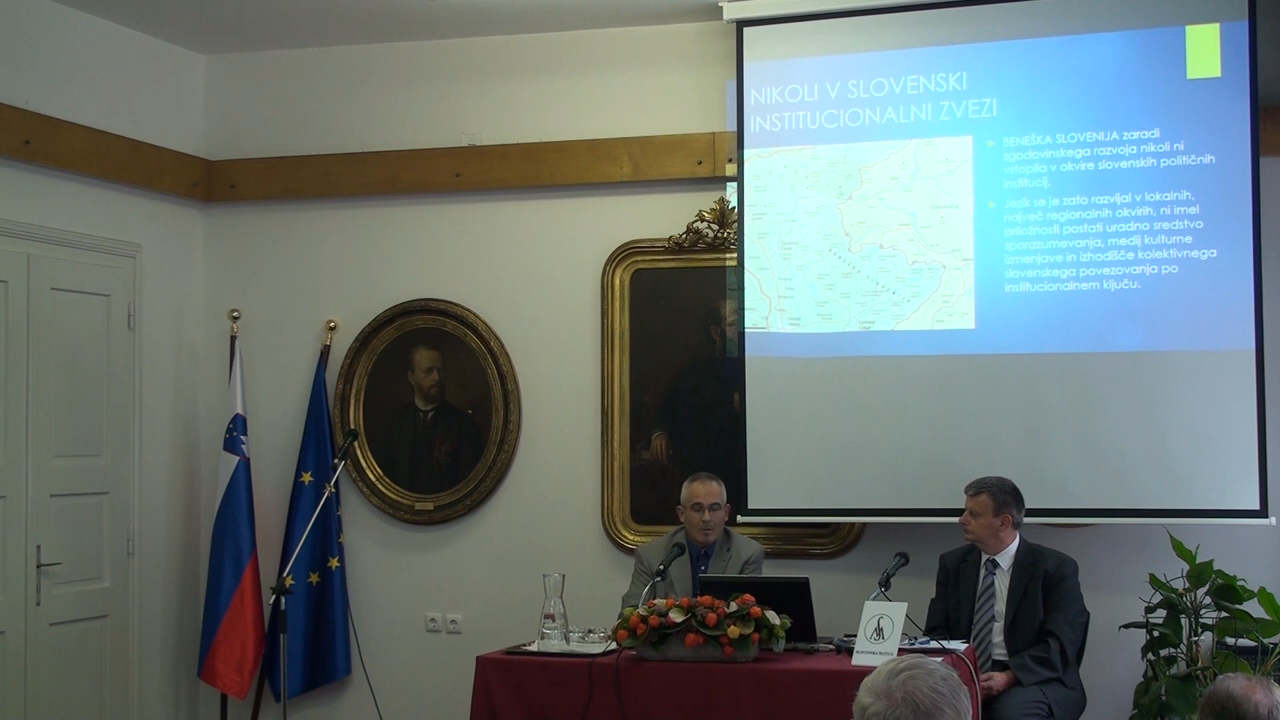 NIKOLI V SLOVENSKI
INSTITUCIONALNI ZVEZI
BENEŠKA SLOVENIJA zaradi
zgodovinskega razvoja nikoli ni
vstopila v okvire slovenskih političnih
institucij.
Jezik se je zato razvijal v lokalnih,
največ regionalnih okvirih, ni imel
priložnosti postati uradno sredstvo
sporazumevanja, medij kulturne
izmenjave in izhodišče kolektivnega
slovenskega povezovanja po
institucionalnem ključu.
SLOVENSKA MATICA